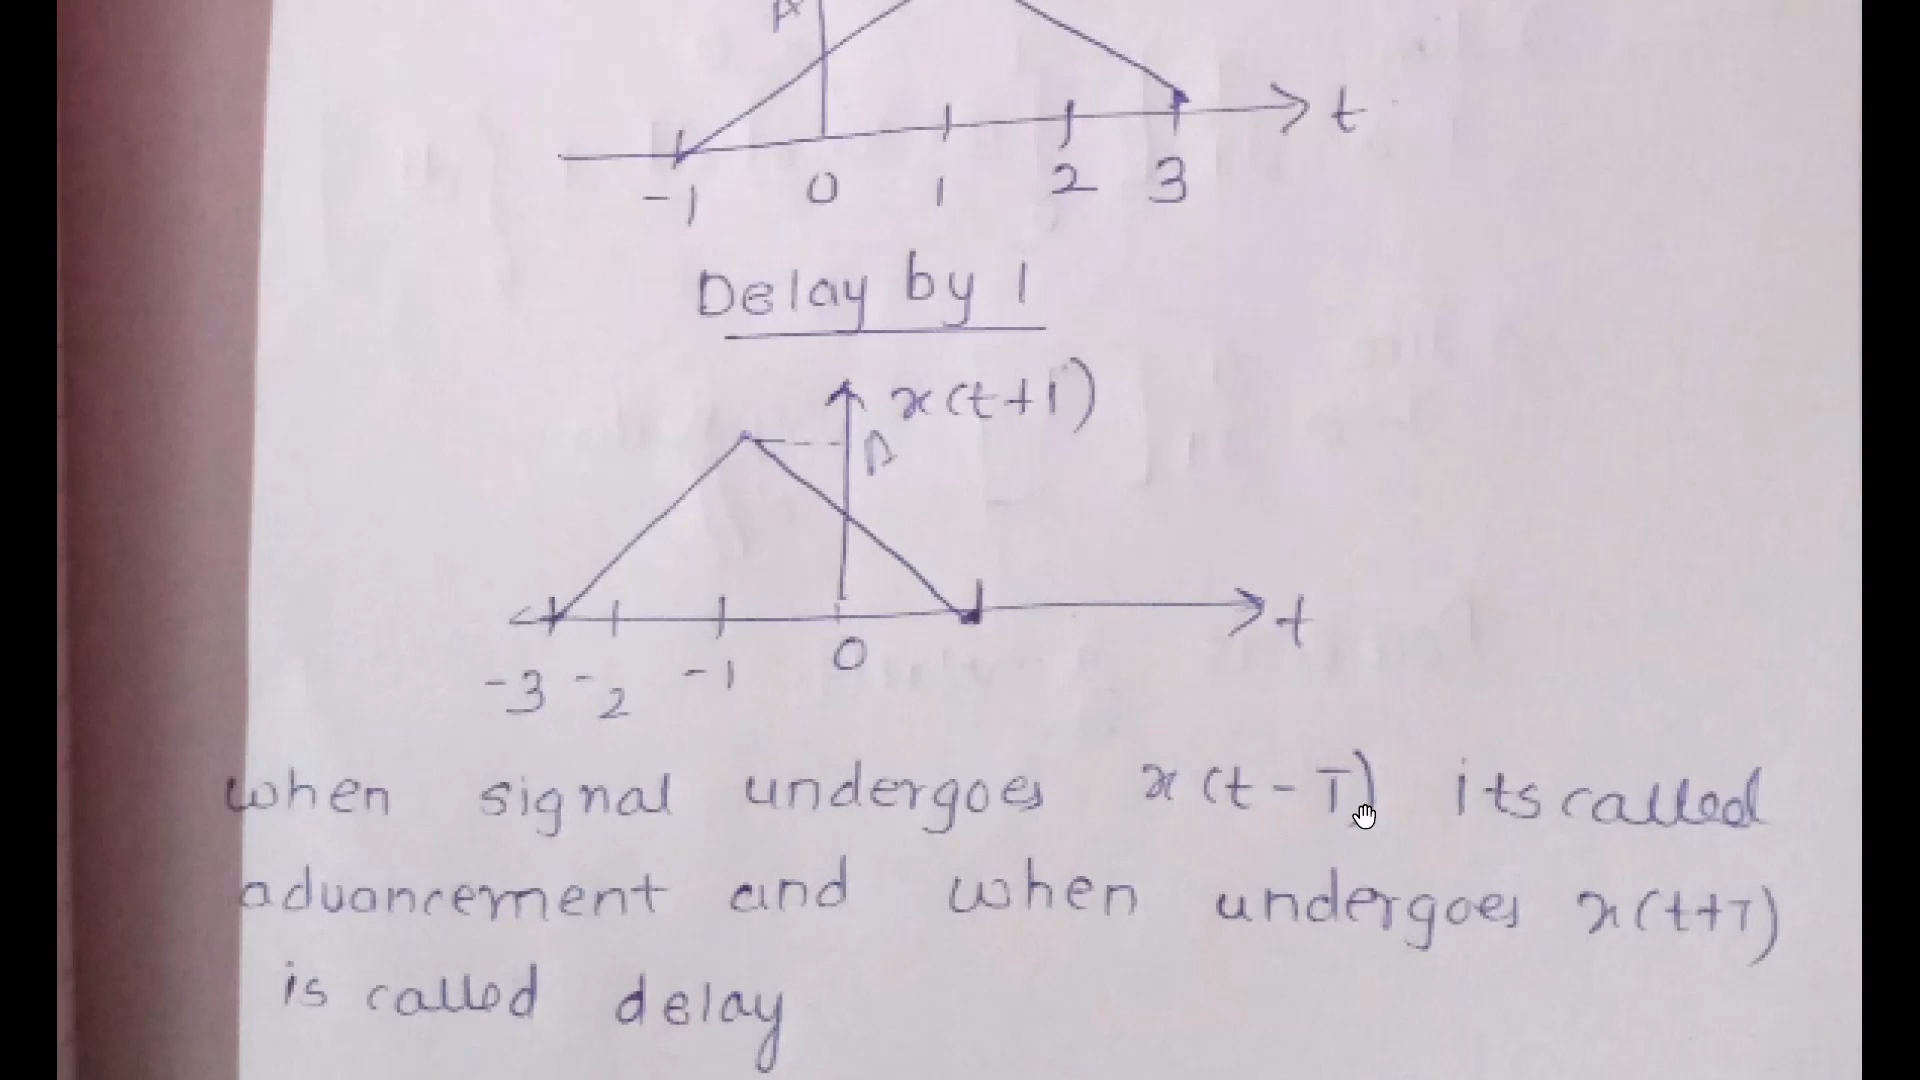 A
t
-1 0 1 2 3
Delay by 1
x(t+1)
A
t
-3 -2 -1 0
when signal undergoes x(t-T) its called
advancement and when undergoes x(t+T)
is called delay